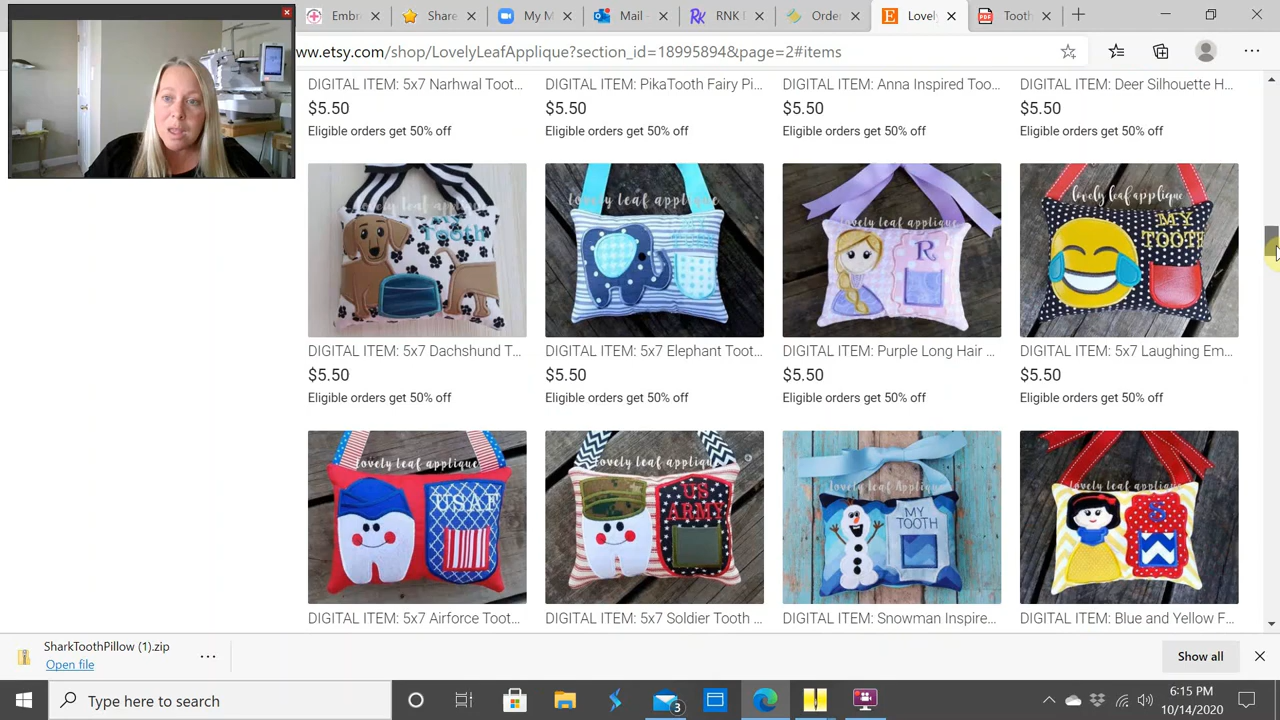 Embr
Share
My M
Mail -
RNK
Order
Lovely
Tooth
ww.etsy.com/shop/LovelyLeafApplique?section_id=18995894&page=2#items
DIGITAL ITEM: 5x7 Narhwal Toot...
DIGITAL ITEM: PikaTooth Fairy Pi...
DIGITAL ITEM: Anna Inspired Too...
DIGITAL ITEM: Deer Silhouette H...
$5.50
$5.50
$5.50
$5.50
Eligible orders get 50% off
Eligible orders get 50% off
Eligible orders get 50% off
Eligible orders get 50% off
lovely leaf applique
Tooth
lovely leaf applique
lovely leaf applique
R
lovely leaf applique
MY
TOOTH
DIGITAL ITEM: 5x7 Dachshund T...
DIGITAL ITEM: 5x7 Elephant Toot...
DIGITAL ITEM: Purple Long Hair ...
DIGITAL ITEM: 5x7 Laughing Em...
$5.50
$5.50
$5.50
$5.50
Eligible orders get 50% off
Eligible orders get 50% off
Eligible orders get 50% off
Eligible orders get 50% off
lovely leaf applique
USAF
lovely leaf applique
US
ARMY
lovely leaf applique
MY
TOOTH
lovely leaf applique
S
DIGITAL ITEM: 5x7 Airforce Toot...
DIGITAL ITEM: 5x7 Soldier Tooth ...
DIGITAL ITEM: Snowman Inspire...
DIGITAL ITEM: Blue and Yellow F...
SharkToothPillow (1).zip
Open file
Show all
Type here to search
3
6:15 PM
10/14/2020